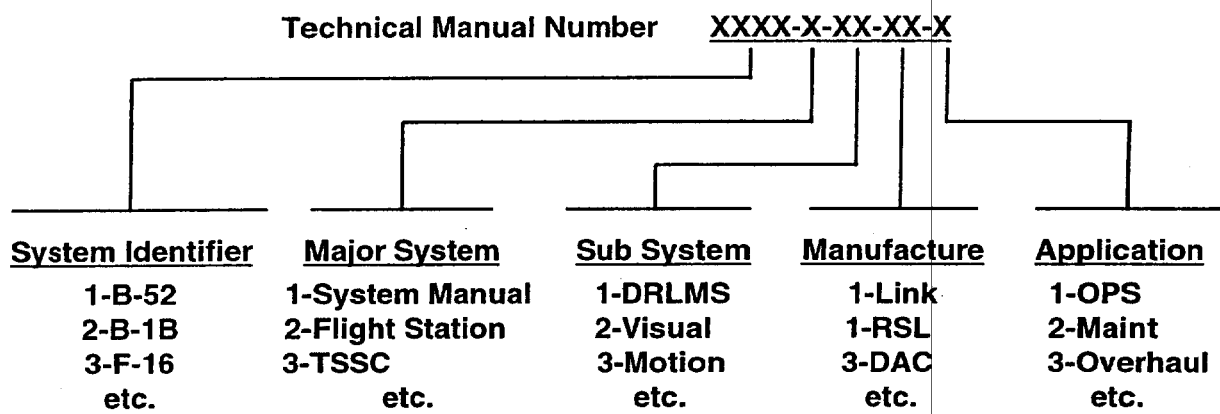 Technical Manual Number XXXX-X-XX-XX-X
System Identifier
1-B-52
2-B-1B
3-F-16
etc.
Major System
1-System Manual
2-Flight Station
3-TSSC
etc.
Sub System
1-DRLMS
2-Visual
3-Motion
etc.
Manufacture
1-Link
1-RSL
3-DAC
etc.
Application
1-OPS
2-Maint
3-Overhaul
etc.